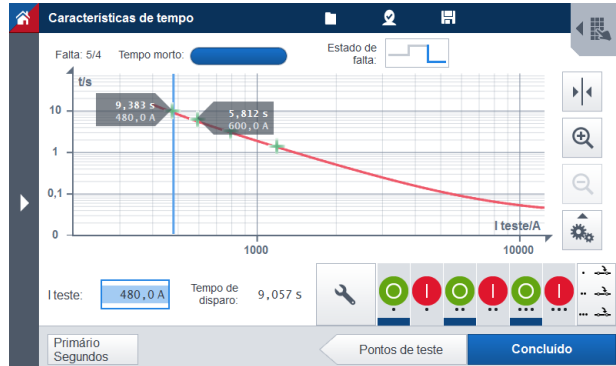 Características de tempo
Falta: 5/4
Tempo morto:
Estado de
falta:
t/s
10
1
0,1
0
9,383 s
480,0 A
5,812 s
600,0 A
I teste/A
1000
10000
I teste:
480,0 A
Tempo de
disparo:
9,057 s
Primário
Segundos
Pontos de teste
Concluído